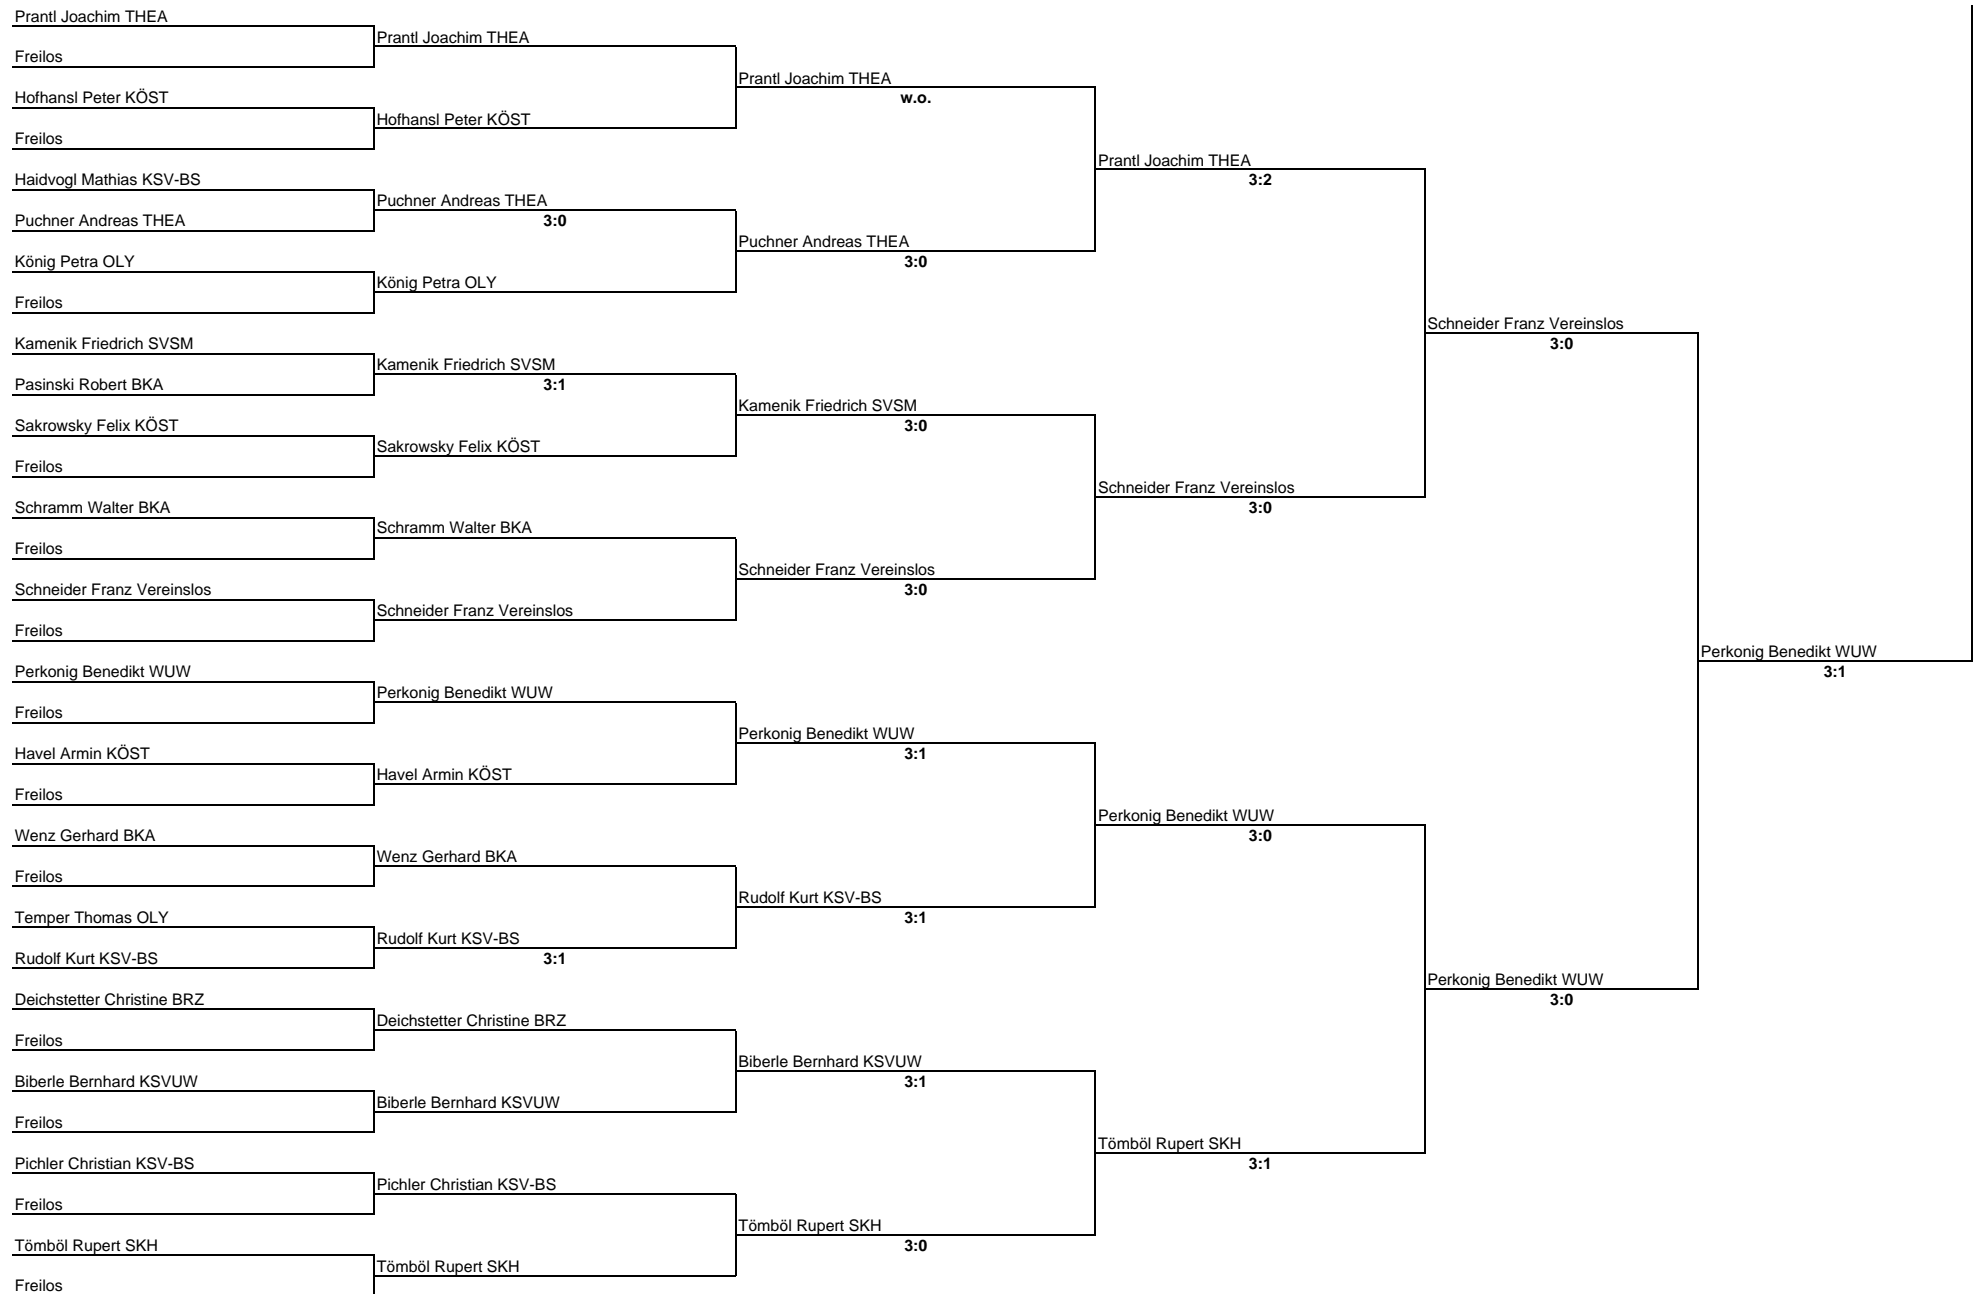 Prantl Joachim THEA
Freilos
Hofhansl Peter KÖST
Freilos
Haidvogl Mathias KSV-BS
Puchner Andreas THEA
König Petra OLY
Freilos
Kamenik Friedrich SVSM
Pasinski Robert BKA
Sakrowsky Felix KÖST
Freilos
Schramm Walter BKA
Freilos
Schneider Franz Vereinslos
Freilos
Perkonig Benedikt WUW
Freilos
Havel Armin KÖST
Freilos
Wenz Gerhard BKA
Freilos
Temper Thomas OLY
Rudolf Kurt KSV-BS
Deichstetter Christine BRZ
Freilos
Biberle Bernhard KSVUW
Freilos
Pichler Christian KSV-BS
Freilos
Tömböl Rupert SKH
Freilos
Prantl Joachim THEA
Hofhansl Peter KÖST
Puchner Andreas THEA
3:0
König Petra OLY
Kamenik Friedrich SVSM
3:1
Sakrowsky Felix KÖST
Schramm Walter BKA
Schneider Franz Vereinslos
Perkonig Benedikt WUW
Havel Armin KÖST
Wenz Gerhard BKA
Rudolf Kurt KSV-BS
3:1
Deichstetter Christine BRZ
Biberle Bernhard KSVUW
Pichler Christian KSV-BS
Tömböl Rupert SKH
Prantl Joachim THEA
w.o.
Puchner Andreas THEA
3:0
Kamenik Friedrich SVSM
3:0
Schneider Franz Vereinslos
3:0
Perkonig Benedikt WUW
3:1
Rudolf Kurt KSV-BS
3:1
Biberle Bernhard KSVUW
3:1
Tömböl Rupert SKH
3:0
Prantl Joachim THEA
3:2
Schneider Franz Vereinslos
3:0
Perkonig Benedikt WUW
3:0
Tömböl Rupert SKH
3:1
Schneider Franz Vereinslos
3:0
Perkonig Benedikt WUW
3:0
Perkonig Benedikt WUW
3:1